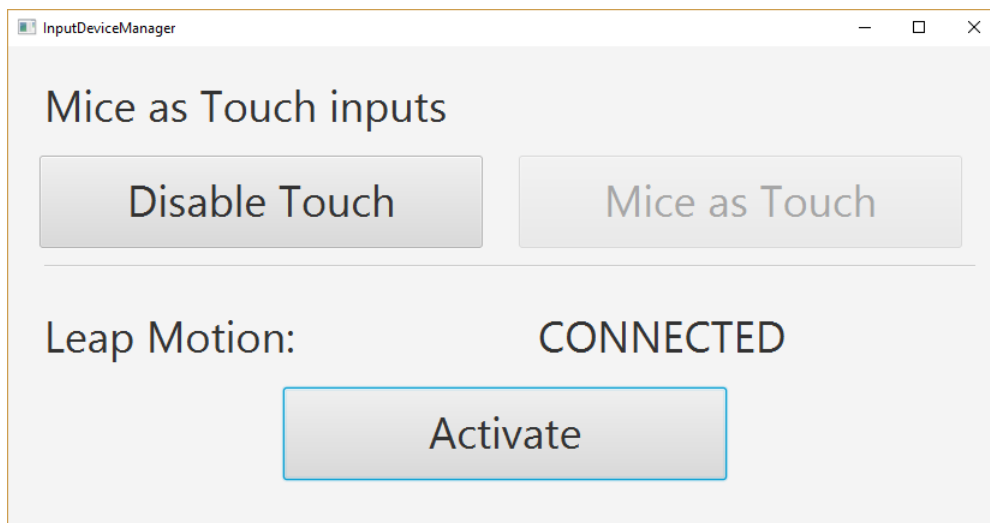 InputDeviceManager
Mice as Touch inputs
Disable Touch
Mice as Touch
Leap Motion:
CONNECTED
Activate